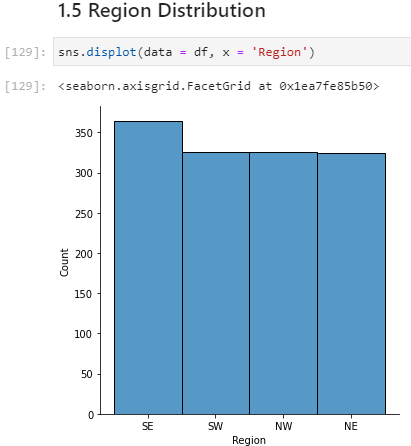 1.5 Region Distribution
[129]: sns.displot(data = df, x = 'Region')
[129]: <seaborn.axisgrid.FacetGrid at 0x1ea7fe85b50>
350
300
250
200
150
100
50
0
Count
SE SW NW NE
Region